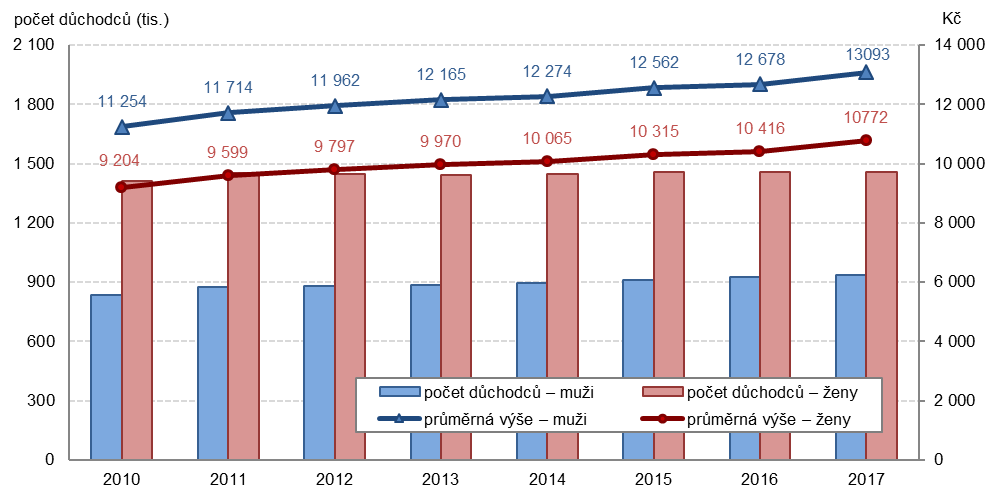 počet důchodců (tis.) Kč
2 100 14 000
13093
12 678
12 562
12 274
12 165
11 962
11 714
11 254
1 800 12 000
10772
10 416
10 315
10 065
9 970
9 797
9 599
9 204
1 500 10 000
1 200 8 000
900 6 000
600 4 000
počet důchodců – muži počet důchodců – ženy
300 2 000
průměrná výše – muži průměrná výše – ženy
0 0
2010 2011 2012 2013 2014 2015 2016 2017